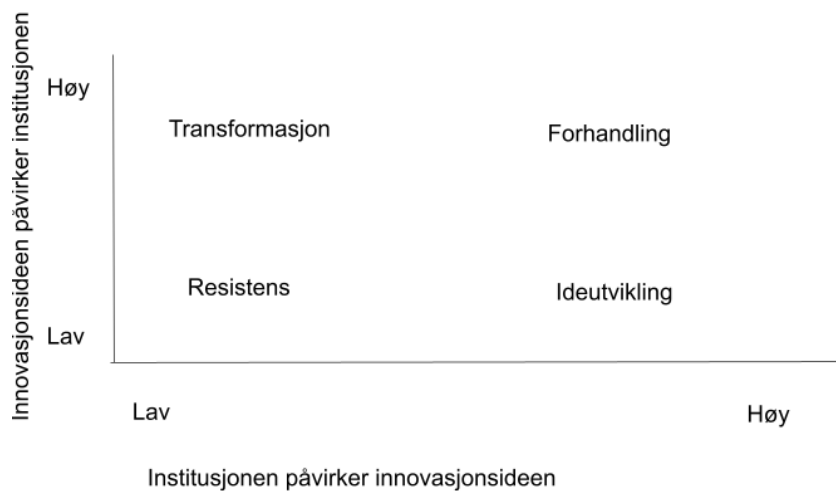 Innovasjonsideen påvirker institusjonen
Høy
Transformasjon
Forhandling
Resistens
Ideutvikling
Lav
Lav
Høy
Institusjonen påvirker innovasjonsideen